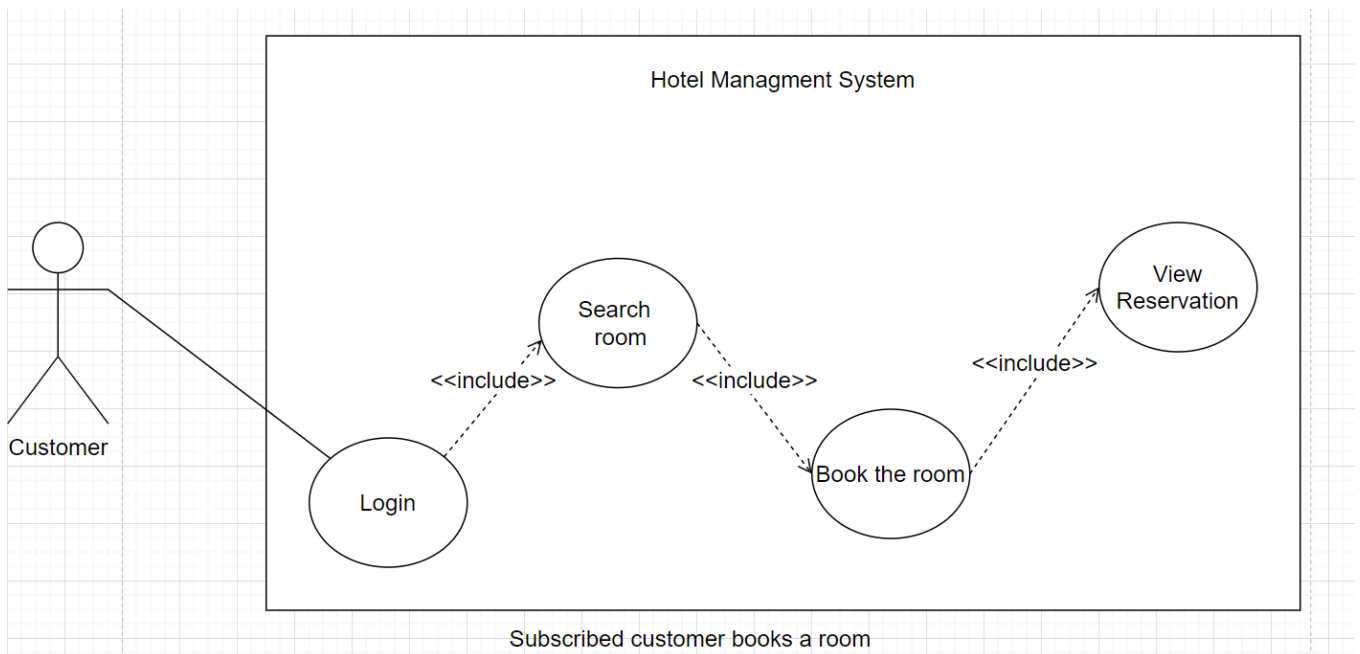 Hotel Managment System
View
Reservation
Search
room
<<include>>
<<include>>
<<include>>
Customer
Book the room
Login
Subscribed customer books a room